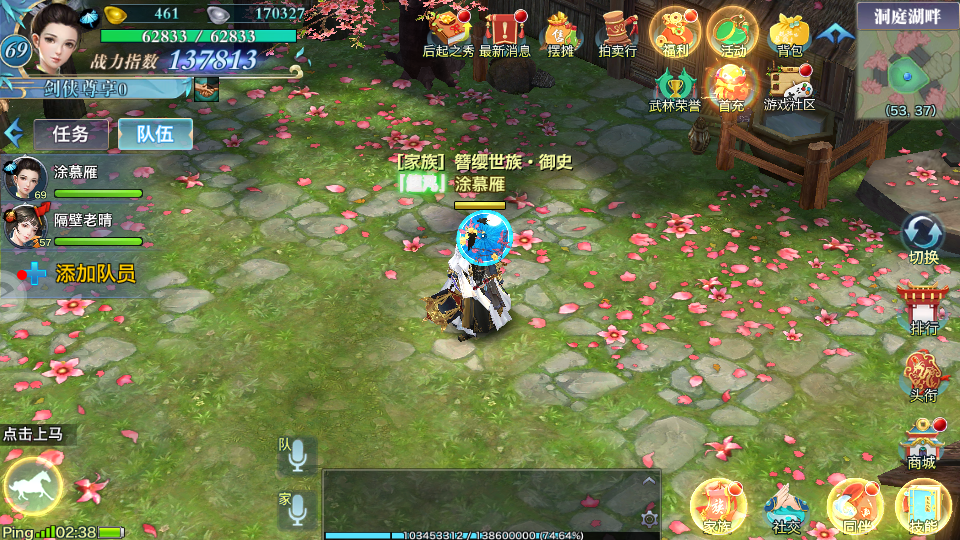 461
170327
洞庭湖畔
69
62833 / 62833
战力指数 137813
剑侠尊享0
后起之秀
最新消息
摆摊
拍卖行
福利
活动
背包
武林荣誉
首充
游戏社区
(53, 37)
任务
队伍
涂慕雁
69
隔壁老晴
57
添加队员
[家族] 簪缨世族·御史
涂慕雁
切换
排行
头衔
商城
点击上马
队
家
家族
社交
同伴
技能
Ping
02:38
103453312 / 138600000 (74.64%)